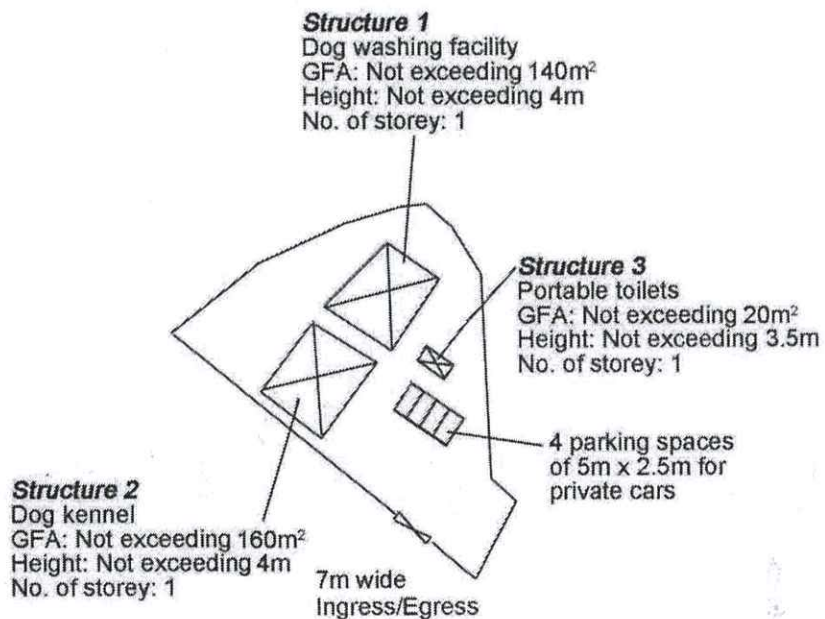 Structure 1
Dog washing facility
GFA: Not exceeding 140m²
Height: Not exceeding 4m
No. of storey: 1
Structure 3
Portable toilets
GFA: Not exceeding 20m²
Height: Not exceeding 3.5m
No. of storey: 1
4 parking spaces
of 5m x 2.5m for
private cars
Structure 2
Dog kennel
GFA: Not exceeding 160m²
Height: Not exceeding 4m
No. of storey: 1
7m wide
Ingress/Egress